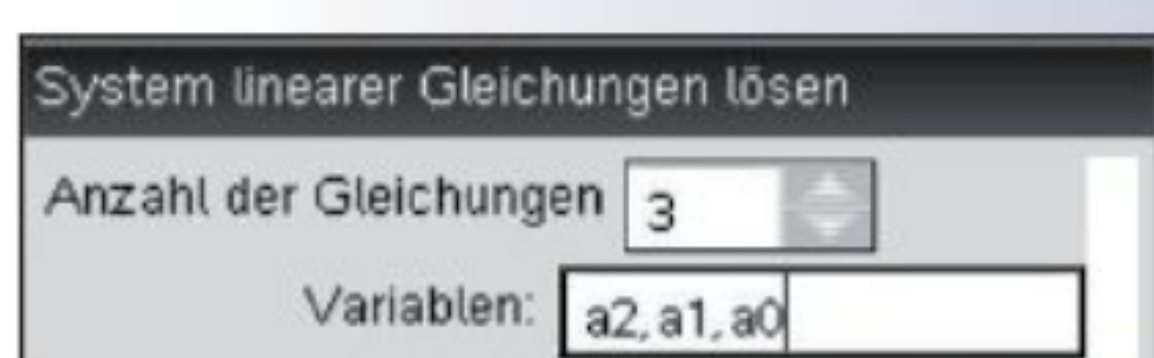 System linearer Gleichungen lösen
Anzahl der Gleichungen 3
Variablen: a2,a1,a0